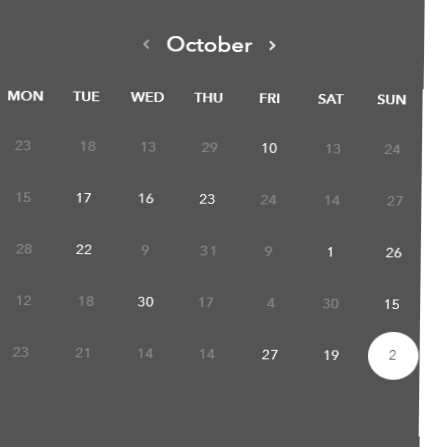 ‹ October ›
MON TUE WED THU FRI SAT SUN
23 18 13 29 10 13 24
15 17 16 23 24 14 27
28 22 9 31 9 1 26
12 18 30 17 4 30 15
23 21 14 14 27 19 2